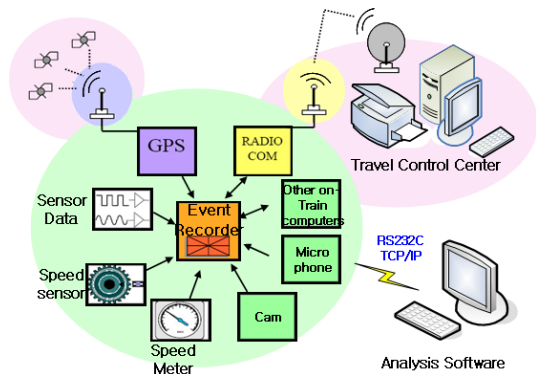 GPS
RADIO
COM
Travel Control Center
Sensor
Data
Event
Recorder
Other on-
Train
computers
Micro
phone
RS232C
TCP/IP
Speed
sensor
Speed
Meter
Cam
Analysis Software